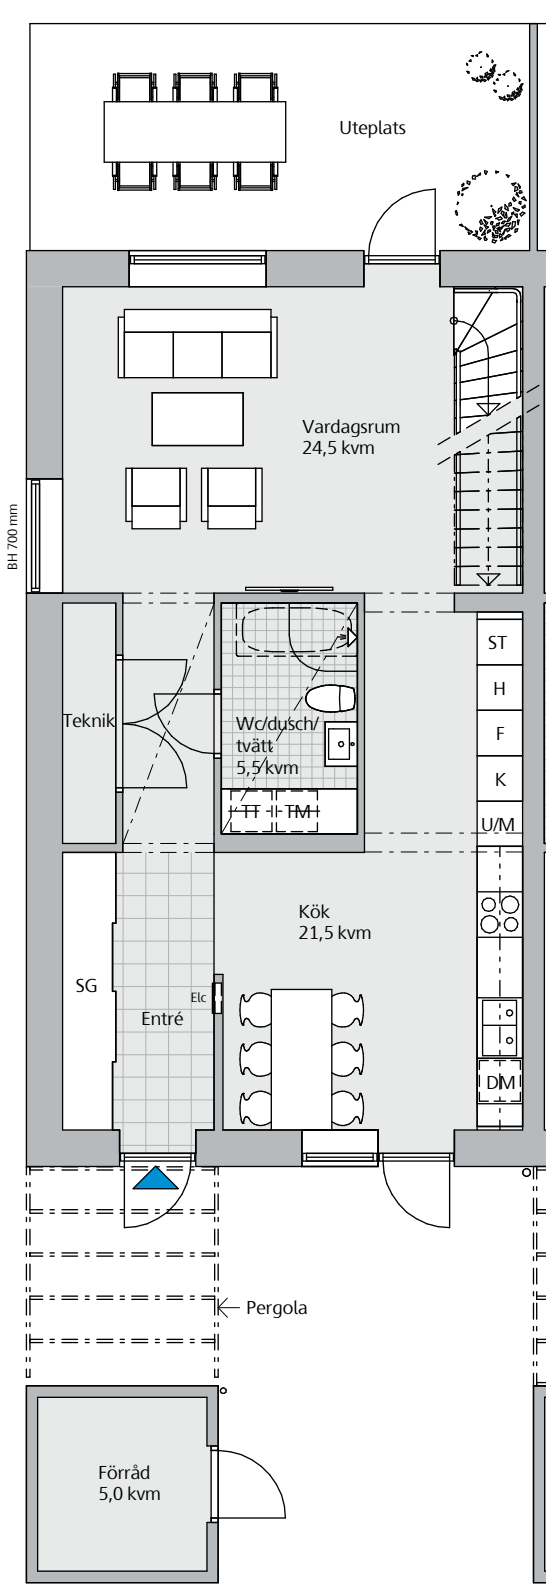 Uteplats
Vardagsrum
24,5 kvm
BH 700 mm
ST
H
F
K
U/M
Teknik
Wc/dusch/
tvätt
5,5 kvm
TT
TM
Kök
21,5 kvm
SG
Elc
Entré
DM
Pergola
Förråd
5,0 kvm